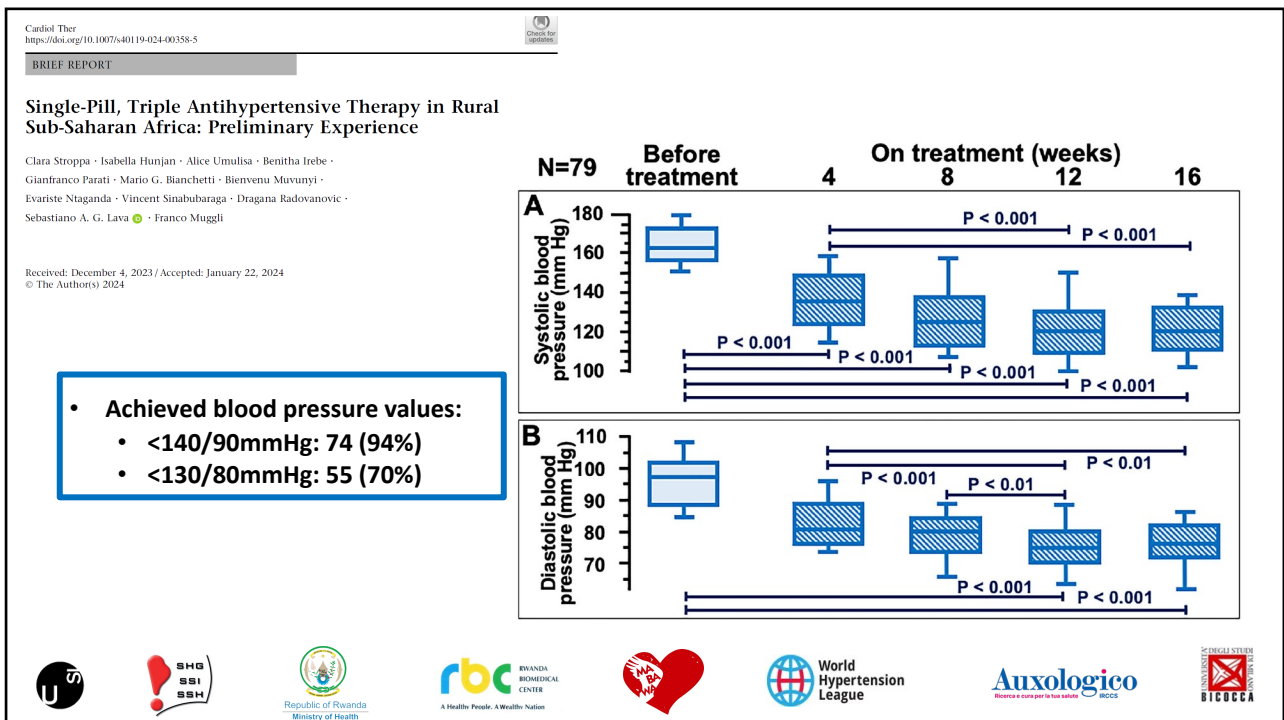 Cardiol Ther
https://doi.org/10.1007/s40119-024-00358-5
Check for
updates
BRIEF REPORT
Single-Pill, Triple Antihypertensive Therapy in Rural
Sub-Saharan Africa: Preliminary Experience
Clara Stroppa · Isabella Hunjan · Alice Umulisa · Benitha Irebe ·
Gianfranco Parati · Mario G. Bianchetti · Bienvenu Muvunyi ·
Evariste Ntaganda · Vincent Sinabubaraga · Dragana Radovanovic ·
Sebastiano A. G. Lava · Franco Muggli
Received: December 4, 2023 / Accepted: January 22, 2024
© The Author(s) 2024
• Achieved blood pressure values:
• <140/90mmHg: 74 (94%)
• <130/80mmHg: 55 (70%)
N=79
Before
treatment
On treatment (weeks)
4 8 12 16
A
Systolic blood
pressure (mm Hg)
180
160
140
120
100
P < 0.001
P < 0.001
P < 0.001
P < 0.001
P < 0.001
P < 0.001
B
Diastolic blood
pressure (mm Hg)
110
100
90
80
70
P < 0.01
P < 0.001
P < 0.01
P < 0.001
P < 0.001
USI
SHG
SSI
SSH
Republic of Rwanda
Ministry of Health
rbc
RWANDA
BIOMEDICAL
CENTER
A Healthy People. A Wealthy Nation
MABAWA
World
Hypertension
League
Auxologico
Ricerca e cura per la tua salute IRCCS
UNIVERSITÀ DEGLI STUDI DI MILANO
BICOCCA